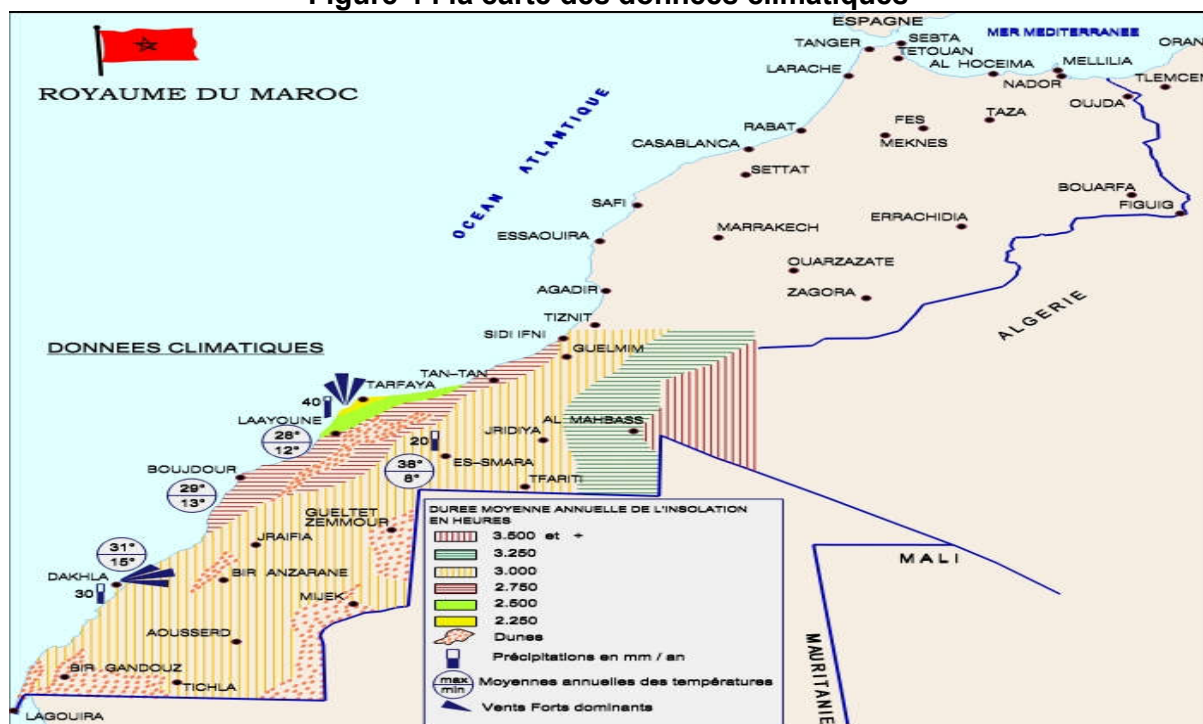 Figure 1 : la carte des données climatiques
ESPAGNE
MER MEDITERRANEE
SEBTA
ORAN
TANGER
TETOUAN
AL HOCEIMA
MELLILIA
LARACHE
NADOR
TLEMCEN
OUJDA
ROYAUME DU MAROC
OCEAN ATLANTIQUE
RABAT
FES
TAZA
CASABLANCA
MEKNES
SETTAT
BOUARFA
SAFI
FIGUIG
ERRACHIDIA
ESSAOUIRA
MARRAKECH
OUARZAZATE
AGADIR
ZAGORA
ALGERIE
TIZNIT
SIDI IFNI
DONNEES CLIMATIQUES
GUELMIM
TAN-TAN
TARFAYA
40
LAAYOUNE
AL MAHBASS
28°
12°
JRIDIYA
20
ES-SMARA
38°
8°
BOUJDOUR
TFARITI
29°
13°
GUELTET
ZEMMOUR
JRAIFIA
31°
15°
DAKHLA
BIR ANZARANE
30
MIJEK
AOUSSERD
BIR GANDOUZ
TICHLA
LAGOUIRA
MALI
MAURITANIE
DUREE MOYENNE ANNUELLE DE L'INSOLATION
EN HEURES
3.500 et +
3.250
3.000
2.750
2.500
2.250
Dunes
Précipitations en mm / an
max
min
Moyennes annuelles des températures
Vents Forts dominants